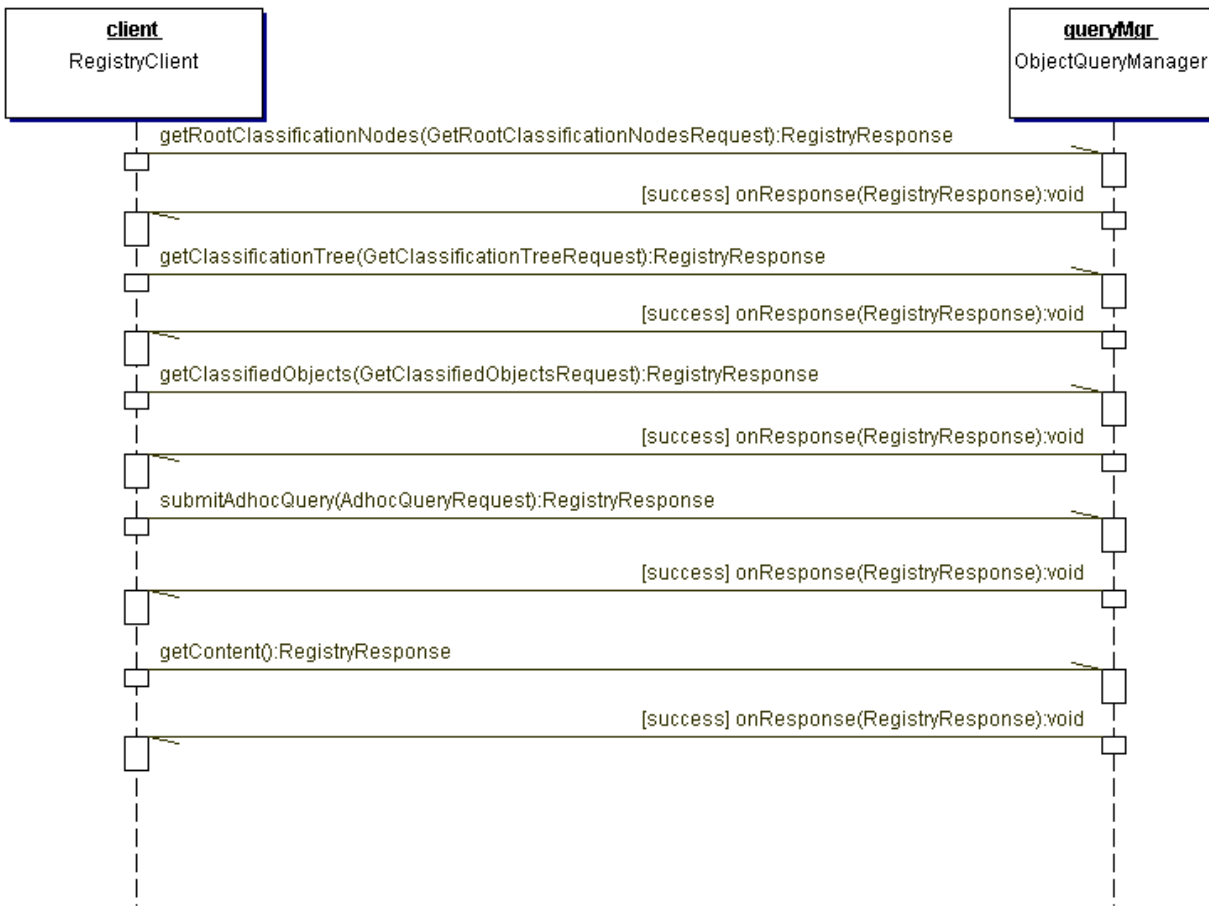 client
RegistryClient
queryMgr
ObjectQueryManager
getRootClassificationNodes(GetRootClassificationNodesRequest):RegistryResponse
[success] onResponse(RegistryResponse):void
getClassificationTree(GetClassificationTreeRequest):RegistryResponse
[success] onResponse(RegistryResponse):void
getClassifiedObjects(GetClassifiedObjectsRequest):RegistryResponse
[success] onResponse(RegistryResponse):void
submitAdhocQuery(AdhocQueryRequest):RegistryResponse
[success] onResponse(RegistryResponse):void
getContent():RegistryResponse
[success] onResponse(RegistryResponse):void